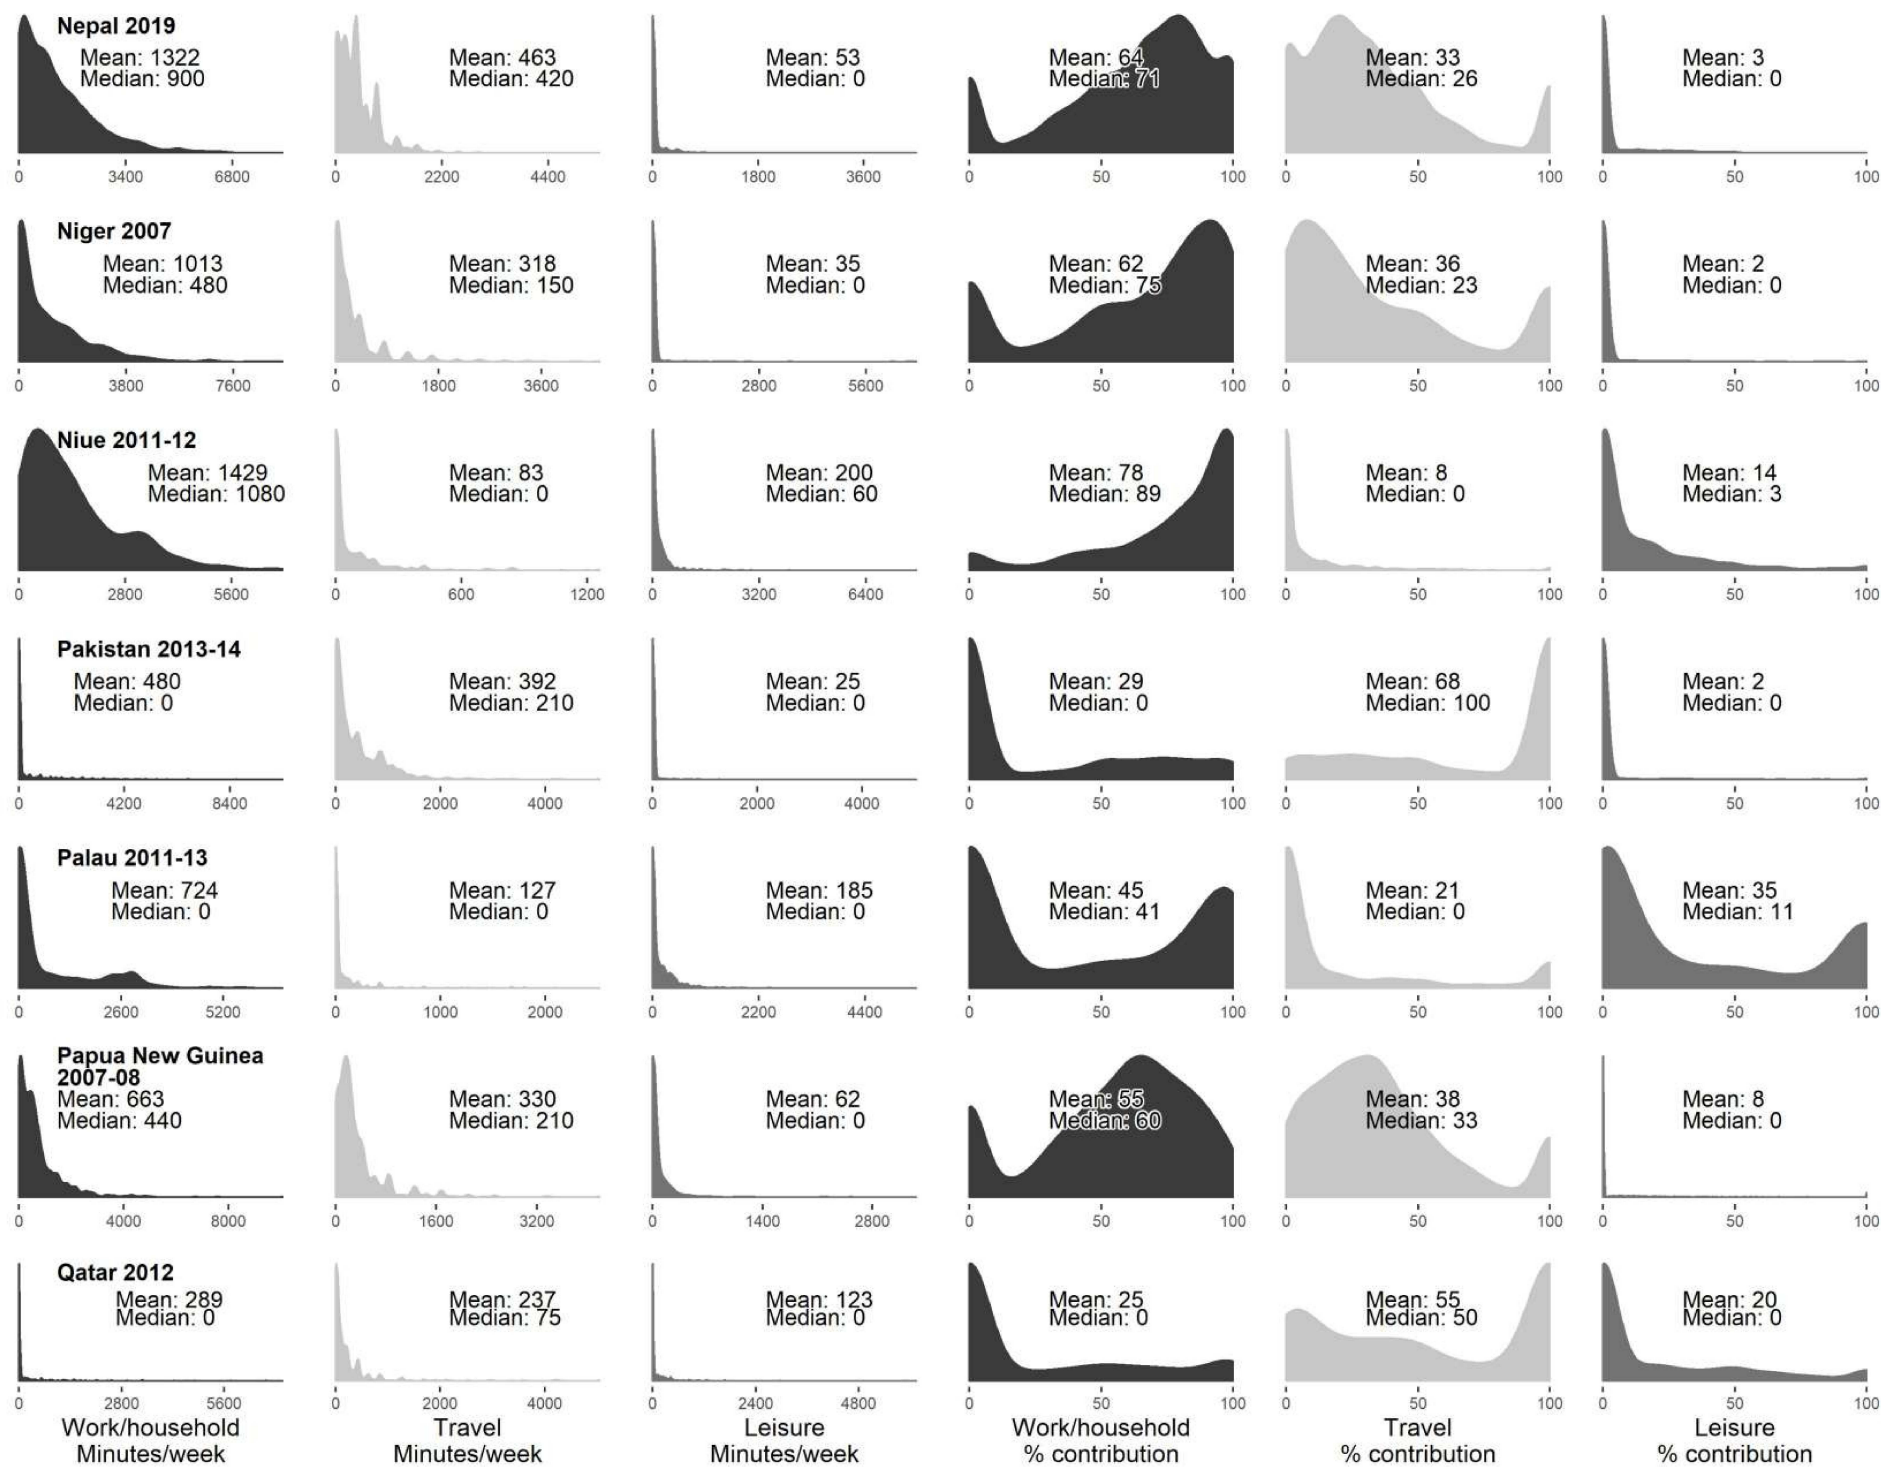 Nepal 2019
Mean: 1322
Median: 900
Mean: 463
Median: 420
Mean: 53
Median: 0
Mean: 64
Median: 71
Mean: 33
Median: 26
Mean: 3
Median: 0
0 3400 6800 0 2200 4400 0 1800 3600 0 50 100 0 50 100 0 50 100
Niger 2007
Mean: 1013
Median: 480
Mean: 318
Median: 150
Mean: 35
Median: 0
Mean: 62
Median: 75
Mean: 36
Median: 23
Mean: 2
Median: 0
0 3800 7600 0 1800 3600 0 2800 5600 0 50 100 0 50 100 0 50 100
Niue 2011-12
Mean: 1429
Median: 1080
Mean: 83
Median: 0
Mean: 200
Median: 60
Mean: 78
Median: 89
Mean: 8
Median: 0
Mean: 14
Median: 3
0 2800 5600 0 600 1200 0 3200 6400 0 50 100 0 50 100 0 50 100
Pakistan 2013-14
Mean: 480
Median: 0
Mean: 392
Median: 210
Mean: 25
Median: 0
Mean: 29
Median: 0
Mean: 68
Median: 100
Mean: 2
Median: 0
0 4200 8400 0 2000 4000 0 2000 4000 0 50 100 0 50 100 0 50 100
Palau 2011-13
Mean: 724
Median: 0
Mean: 127
Median: 0
Mean: 185
Median: 0
Mean: 45
Median: 41
Mean: 21
Median: 0
Mean: 35
Median: 11
0 2600 5200 0 1000 2000 0 2200 4400 0 50 100 0 50 100 0 50 100
Papua New Guinea
2007-08
Mean: 663
Median: 440
Mean: 330
Median: 210
Mean: 62
Median: 0
Mean: 55
Median: 60
Mean: 38
Median: 33
Mean: 8
Median: 0
0 4000 8000 0 1600 3200 0 1400 2800 0 50 100 0 50 100 0 50 100
Qatar 2012
Mean: 289
Median: 0
Mean: 237
Median: 75
Mean: 123
Median: 0
Mean: 25
Median: 0
Mean: 55
Median: 50
Mean: 20
Median: 0
0 2800 5600 0 2000 4000 0 2400 4800 0 50 100 0 50 100 0 50 100
Work/household
Minutes/week
Travel
Minutes/week
Leisure
Minutes/week
Work/household
% contribution
Travel
% contribution
Leisure
% contribution